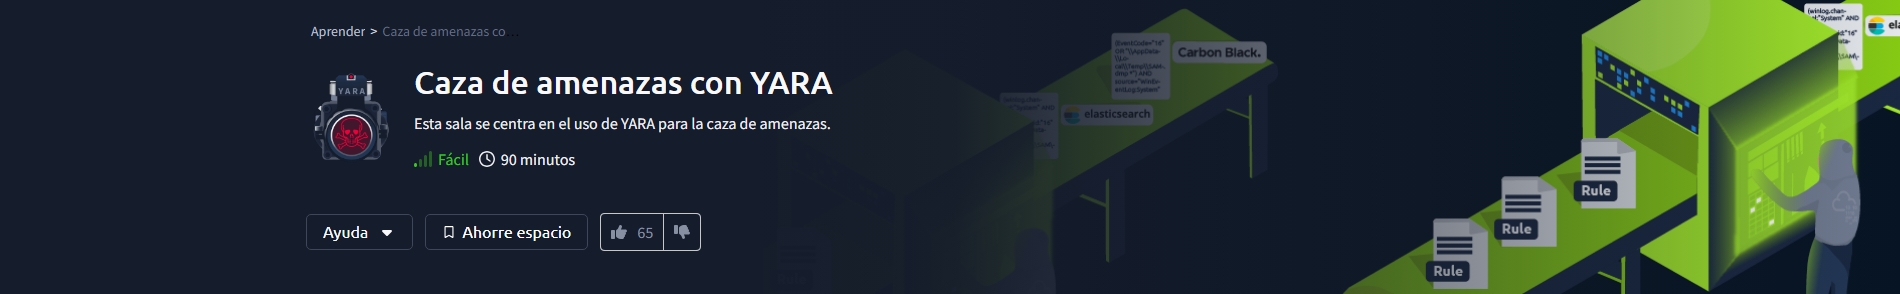 Aprender > Caza de amenazas co
YARA
Caza de amenazas con YARA
Esta sala se centra en el uso de YARA para la caza de amenazas.
Fácil 90 minutos
Ayuda
Ahorre espacio
65
Carbon Black.
elasticsearch
Rule
Rule
Rule